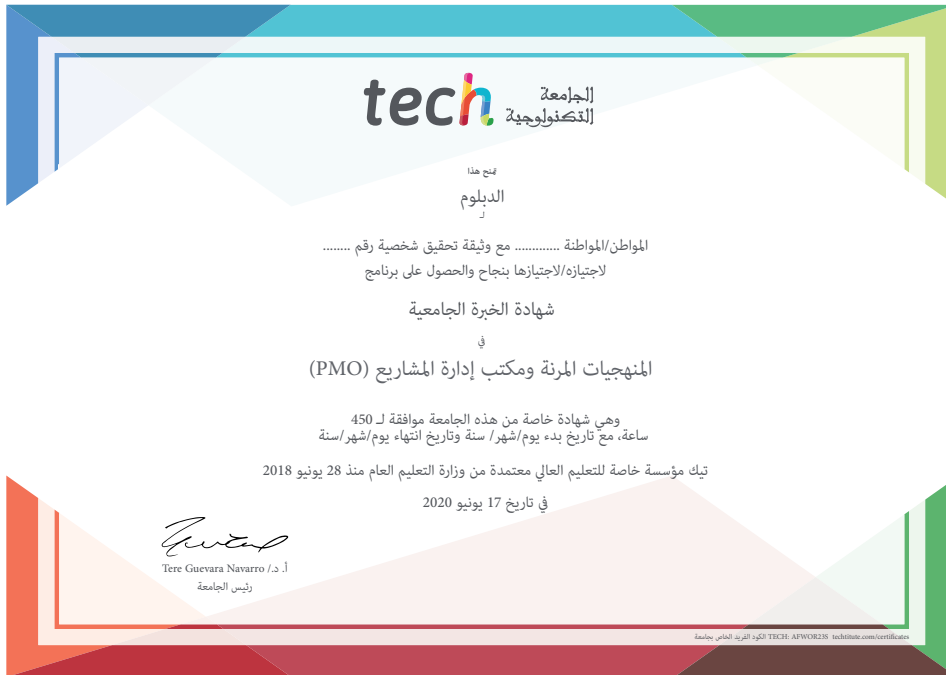 tech الجامعة
التكنولوجية
يمنح هذا
الدبلوم
لـ
المواطن/المواطنة ............ مع وثيقة تحقيق شخصية رقم ........
لاجتيازه/لاجتيازها بنجاح والحصول على برنامج
شهادة الخبرة الجامعية
في
المنهجيات المرنة ومكتب إدارة المشاريع (PMO)
وهي شهادة خاصة من هذه الجامعة موافقة لـ 450
ساعة، مع تاريخ بدء يوم/شهر/ سنة وتاريخ انتهاء يوم/شهر/سنة
تيك مؤسسة خاصة للتعليم العالي معتمدة من وزارة التعليم العام منذ 28 يونيو 2018
في تاريخ 17 يونيو 2020
أ. د./ Tere Guevara Navarro
رئيس الجامعة
الكود الفريد الخاص بجامعة TECH: AFWOR23S techtitute.com/certificates